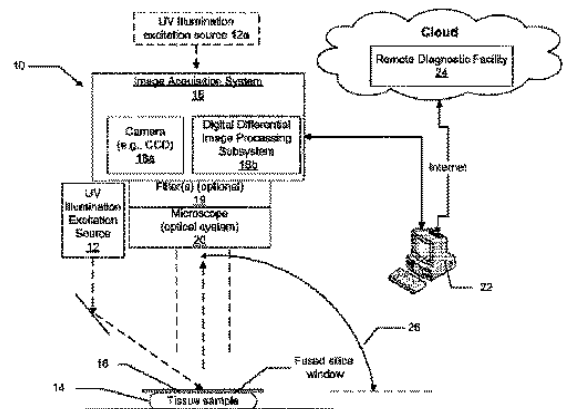 UV Illumination
excitation source 12a
Cloud
Remote Diagnostic Facility
24
10
Image Acquisition System
18
Camera
(e.g., CCD)
18a
Digital Differential
Image Processing
Subsystem
18b
Internet
Filter(s) (optional)
19
UV
Illumination
Excitation
Source
12
Microscope
(optical system)
20
22
26
16
Fused silica
window
14
Tissue sample